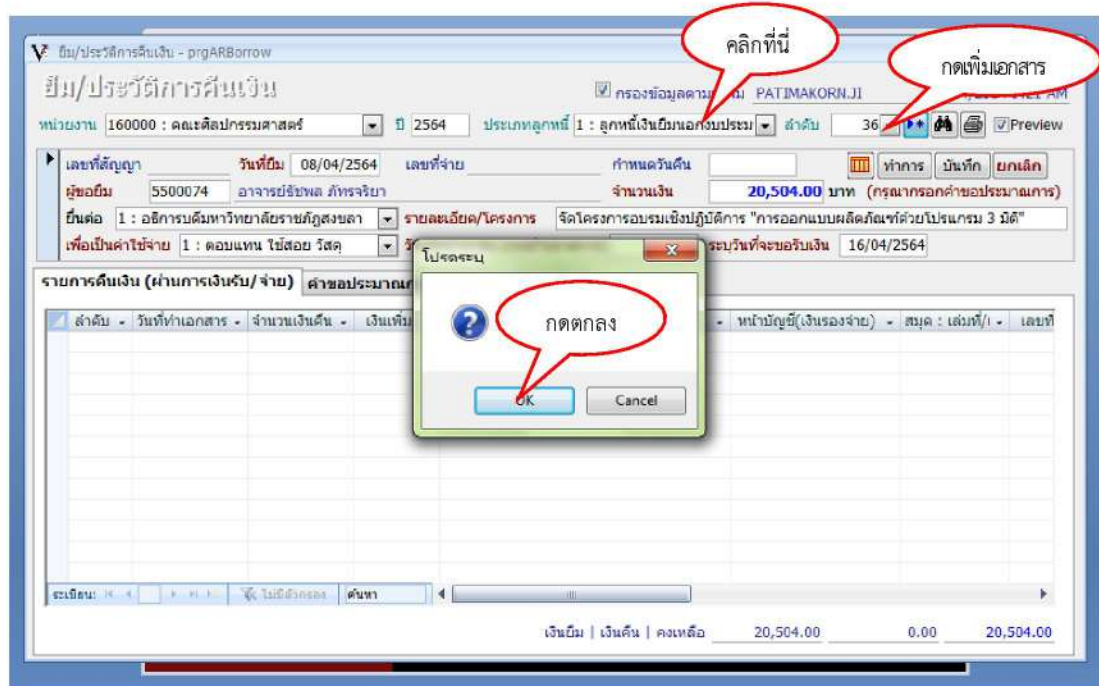 คลิกที่นี่
กดเพิ่มเอกสาร
ยืม/ประวัติการคืนเงิน - prgARBorrow
ยืม/ประวัติการคืนเงิน
กรองข้อมูลตาม PATIMAKORN.JI AM
หน่วยงาน 160000 : คณะศิลปกรรมศาสตร์ ปี 2564 ประเภทลูกหนี้ 1 : ลูกหนี้เงินยืมนอกงบประม ลำดับ 36 Preview
เลขที่สัญญา วันที่ยืม 08/04/2564 เลขที่จ่าย กำหนดวันคืน ทำการ บันทึก ยกเลิก
ผู้ขอยืม 5500074 อาจารย์ธัชพล ภัทรจริยา จำนวนเงิน 20,504.00 บาท (กรุณากรอกคำขอประมาณการ)
ยื่นต่อ 1 : อธิการบดีมหาวิทยาลัยราชภัฏสงขลา รายละเอียด/โครงการ จัดโครงการอบรมเชิงปฏิบัติการ "การออกแบบผลิตภัณฑ์ด้วยโปรแกรม 3 มิติ"
เพื่อเป็นค่าใช้จ่าย 1 : ตอบแทน ใช้สอย วัสดุ ระบุวันที่จะขอรับเงิน 16/04/2564
โปรดระบุ
รายการคืนเงิน (ผ่านการเงินรับ/จ่าย) คำขอประมาณก
ลำดับ วันที่ทำเอกสาร จำนวนเงินคืน เงินเพิ่ม หน้าบัญชี(เงินรองจ่าย) สมุด : เล่มที่/ เลขที่
กดตกลง
OK Cancel
ระเบียน: ไม่มีตัวกรอง ค้นหา
เงินยืม | เงินคืน | คงเหลือ 20,504.00 0.00 20,504.00